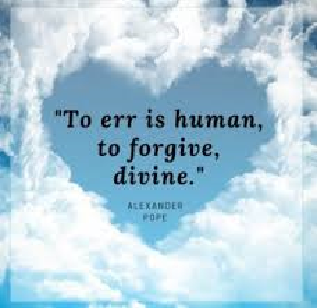 "To err is human,
to forgive,
divine."
ALEXANDER
POPE